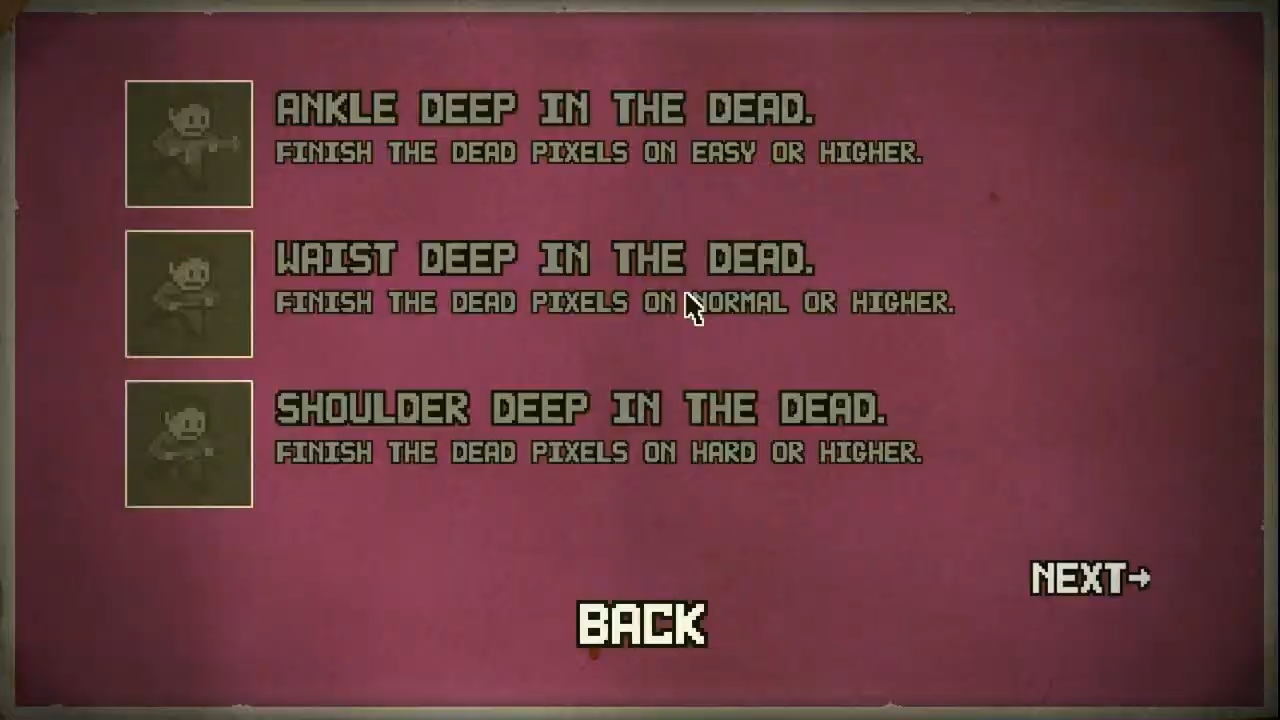 ANKLE DEEP IN THE DEAD.
FINISH THE DEAD PIXELS ON EASY OR HIGHER.
WAIST DEEP IN THE DEAD.
FINISH THE DEAD PIXELS ON NORMAL OR HIGHER.
SHOULDER DEEP IN THE DEAD.
FINISH THE DEAD PIXELS ON HARD OR HIGHER.
NEXT→
BACK